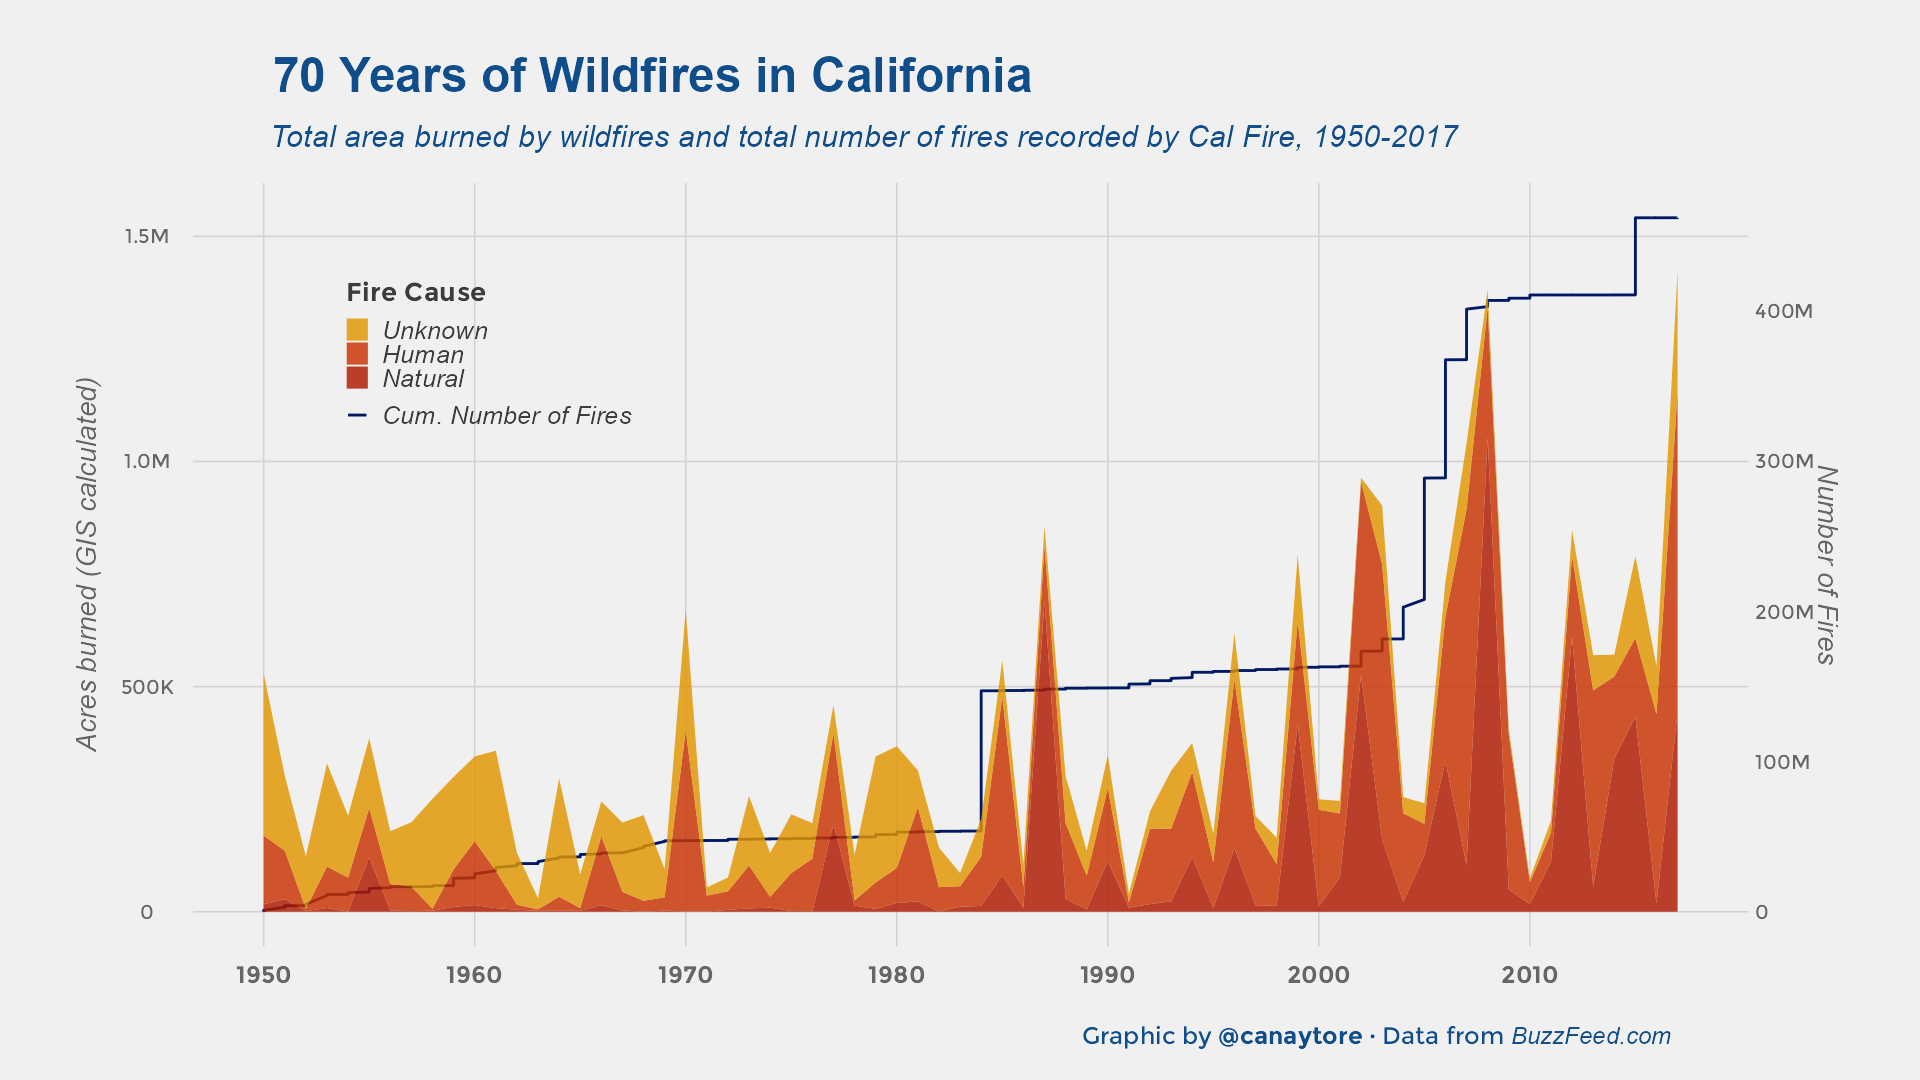 70 Years of Wildfires in California
Total area burned by wildfires and total number of fires recorded by Cal Fire, 1950-2017
1.5M
1.0M
500K
0
Acres burned (GIS calculated)
Fire Cause
Unknown
Human
Natural
Cum. Number of Fires
400M
300M
200M
100M
0
Number of Fires
1950 1960 1970 1980 1990 2000 2010
Graphic by @canaytore · Data from BuzzFeed.com